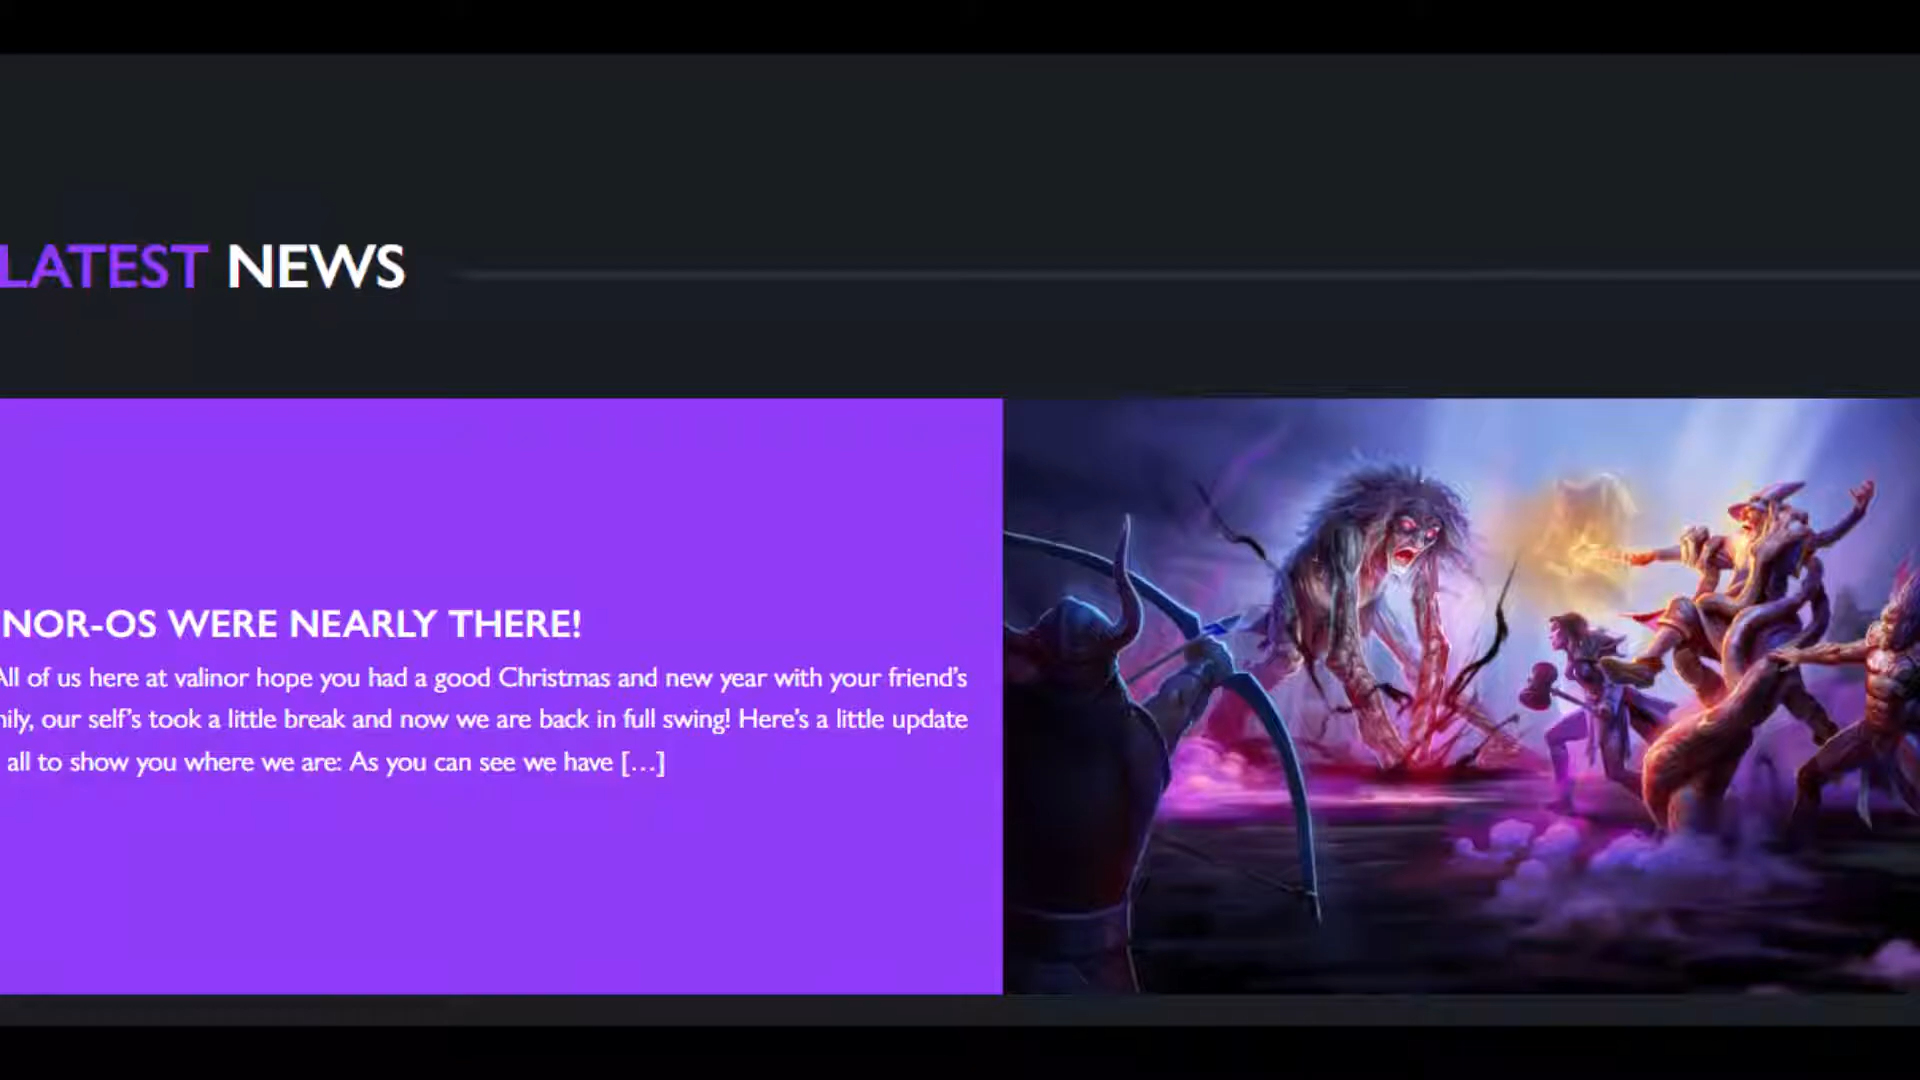 LATEST NEWS
NOR-OS WERE NEARLY THERE!
All of us here at valinor hope you had a good Christmas and new year with your friend’s
nily, our self’s took a little break and now we are back in full swing! Here’s a little update
all to show you where we are: As you can see we have […]